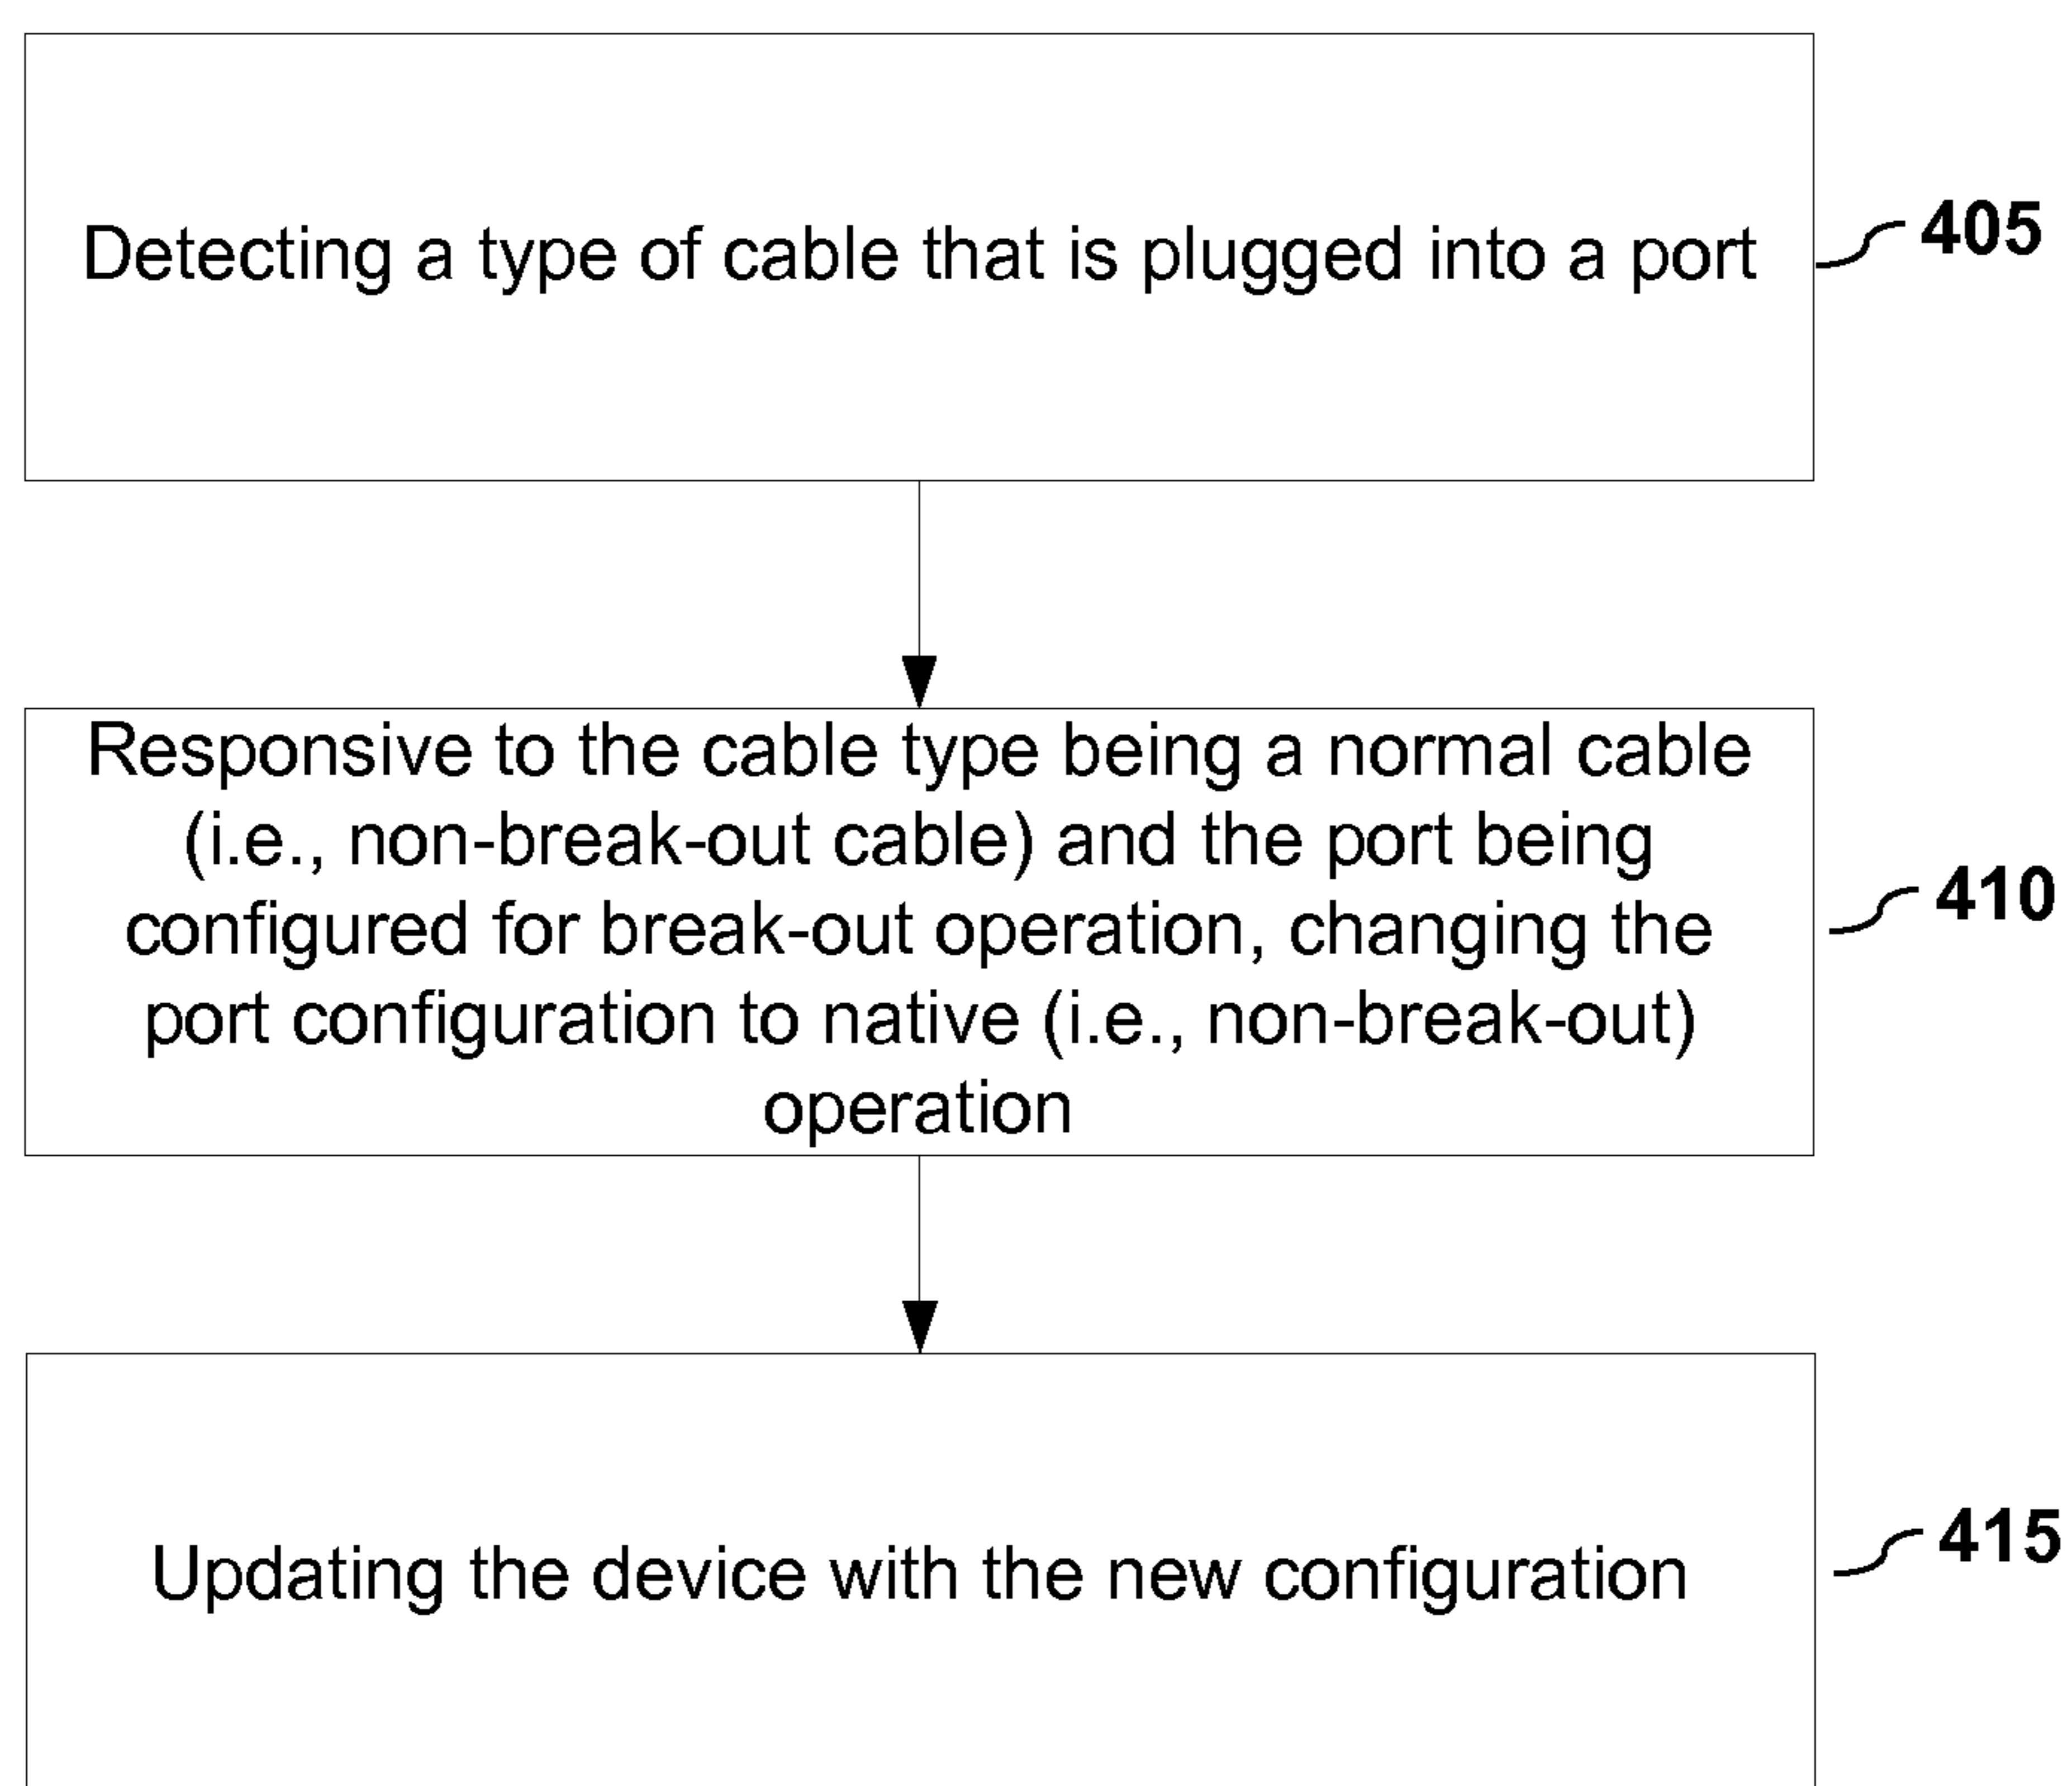 Detecting a type of cable that is plugged into a port
405
Responsive to the cable type being a normal cable
(i.e., non-break-out cable) and the port being
configured for break-out operation, changing the
port configuration to native (i.e., non-break-out)
operation
410
Updating the device with the new configuration
415